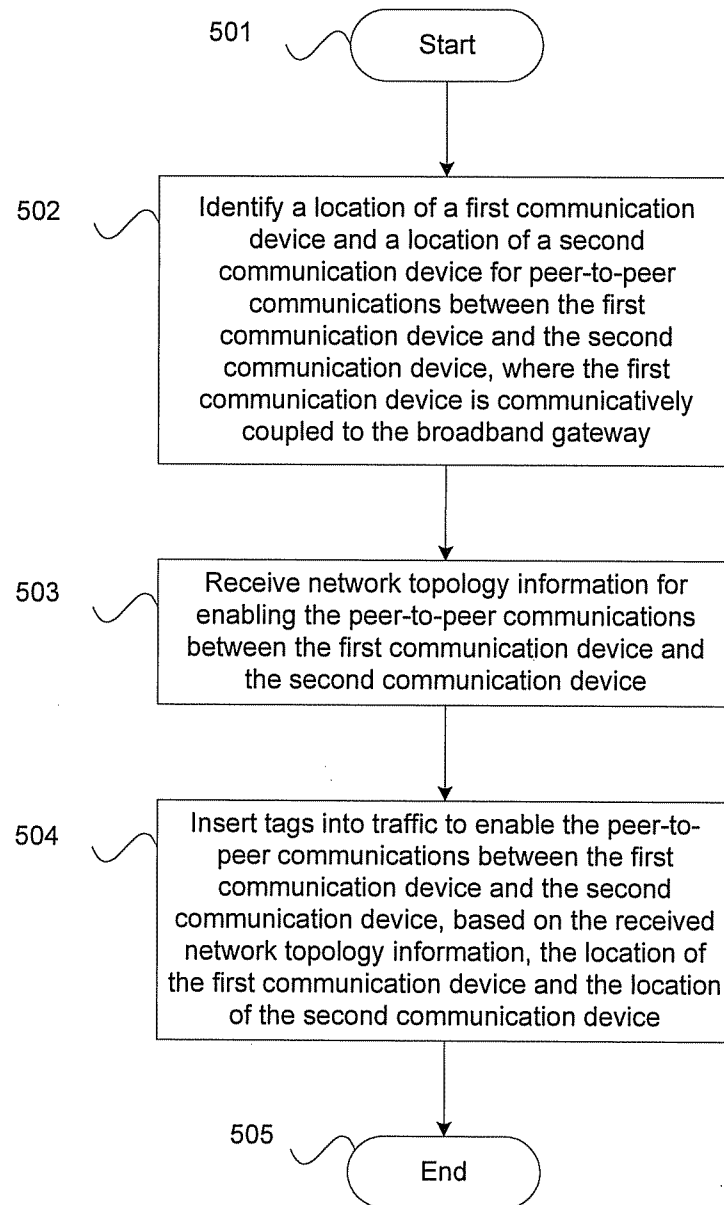 501
Start
502
Identify a location of a first communication
device and a location of a second
communication device for peer-to-peer
communications between the first
communication device and the second
communication device, where the first
communication device is communicatively
coupled to the broadband gateway
503
Receive network topology information for
enabling the peer-to-peer communications
between the first communication device and
the second communication device
504
Insert tags into traffic to enable the peer-to-
peer communications between the first
communication device and the second
communication device, based on the received
network topology information, the location of
the first communication device and the location
of the second communication device
505
End